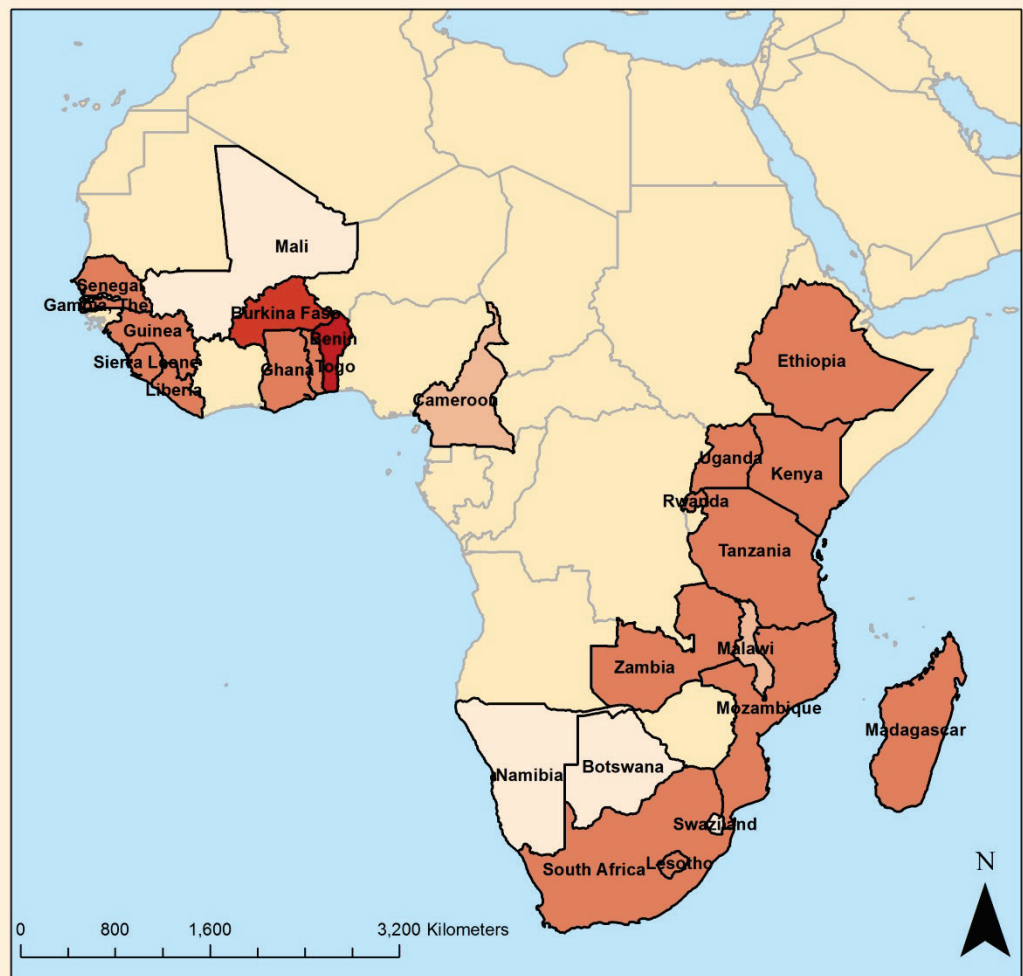 Mali
Senegal
Gambia, The
Burkina Faso
Guinea
Benin
Sierra Leone
Ghana
Togo
Liberia
Cameroon
Ethiopia
Uganda
Kenya
Rwanda
Tanzania
Malawi
Zambia
Mozambique
Madagascar
Namibia
Botswana
Swaziland
South Africa
Lesotho
N
0 800 1,600 3,200 Kilometers